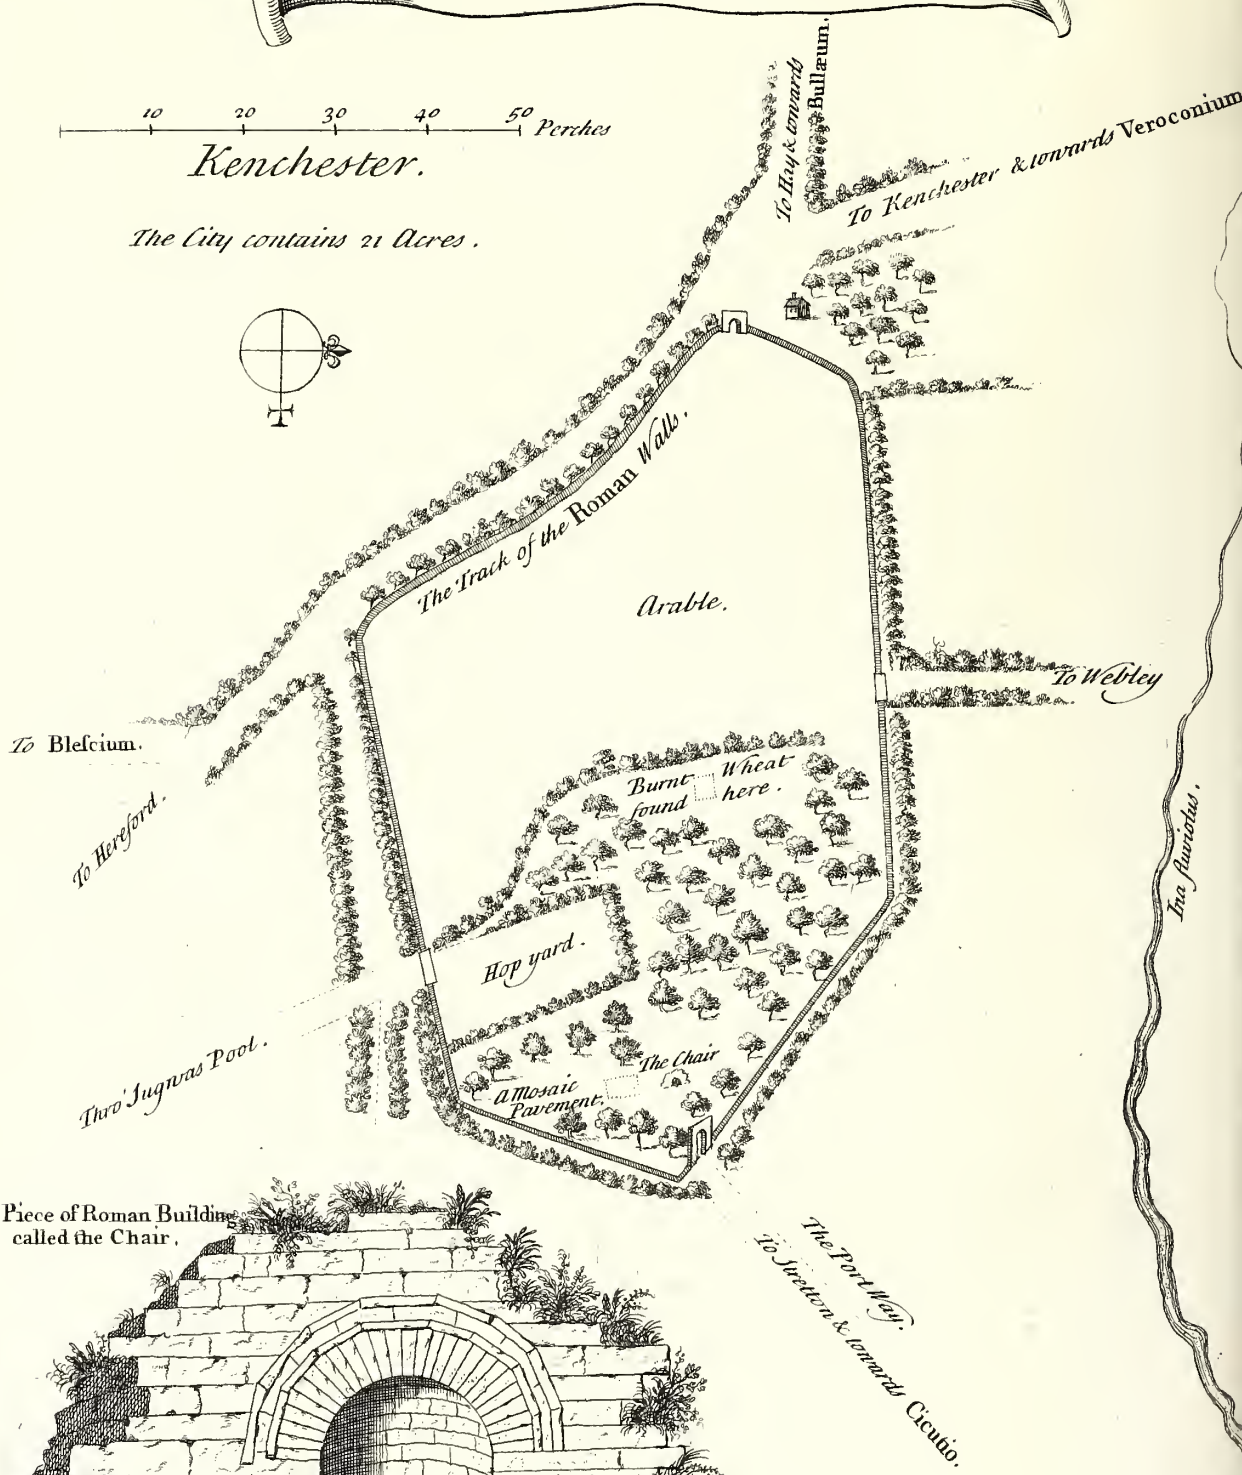 10 20 30 40 50 Perches
Kenchester.
The City contains 21 Acres.
To Hay & towards
Bullæum.
To Kenchester & towards Veroconium
The Track of the Roman Walls.
Arable.
To Webley
To Blescium.
To Hereford.
Burnt Wheat
found here.
Ina fluviolus.
Hop yard.
Thro' Jugwas Pool.
The Chair
A Mosaic
Pavement.
Piece of Roman Building
called the Chair.
The Port Way.
To Stretton & towards Cicutio.